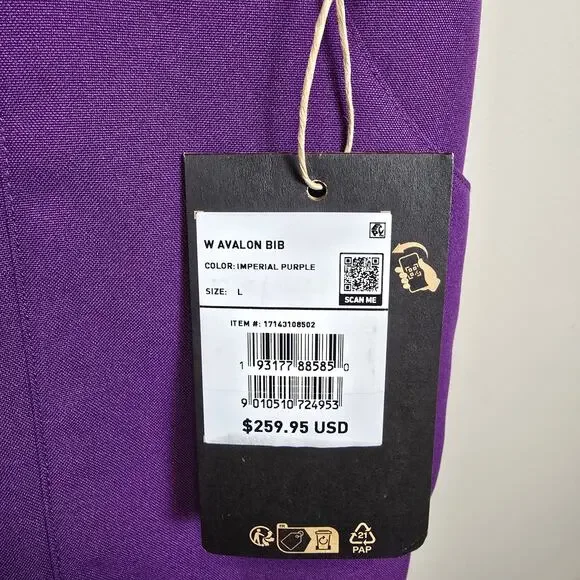 W AVALON BIB
COLOR: IMPERIAL PURPLE
SIZE: L
SCAN ME
ITEM #: 17143108502
1 93177 88585 0
9 010510 724953
$259.95 USD
21
PAP